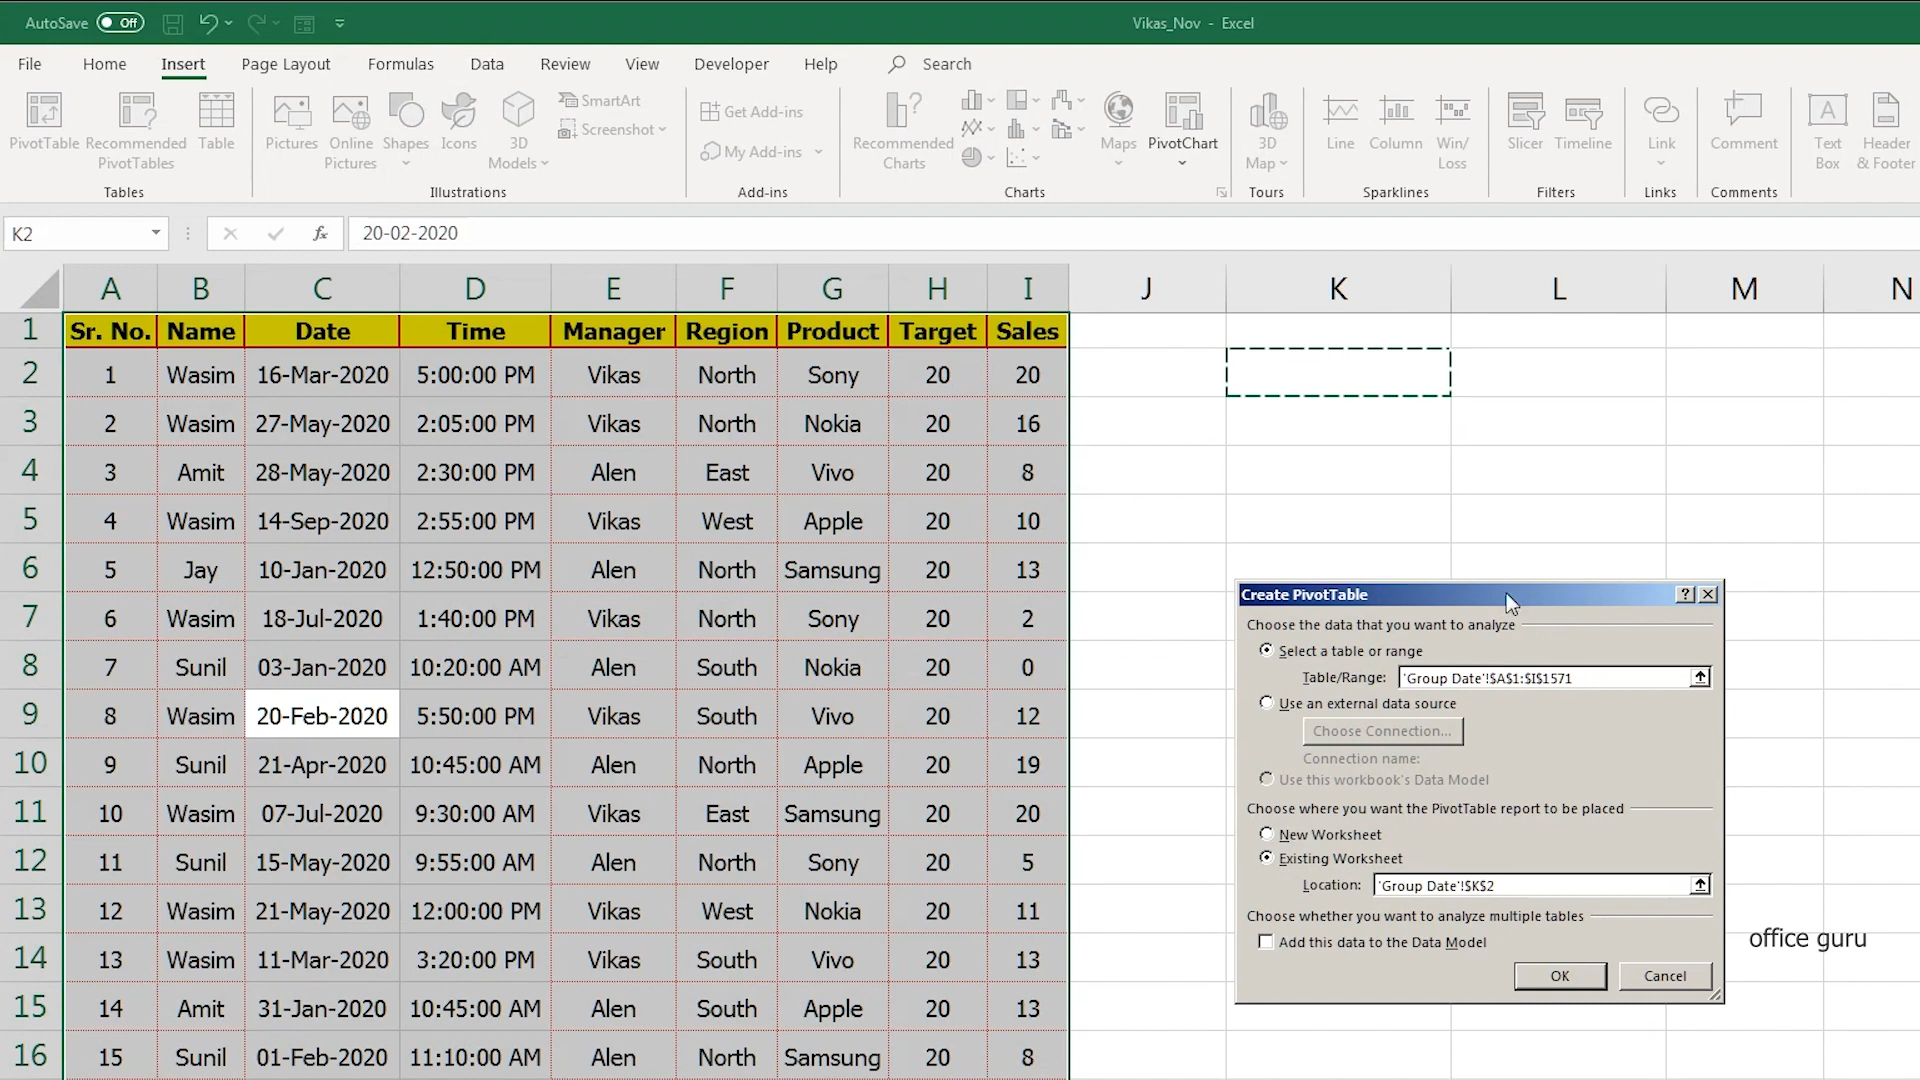 AutoSave Off
Vikas_Nov - Excel
File Home Insert Page Layout Formulas Data Review View Developer Help Search
PivotTable Recommended PivotTables Table
Tables
Pictures Online Pictures Shapes Icons 3D Models SmartArt Screenshot
Illustrations
Get Add-ins
My Add-ins
Add-ins
Recommended Charts Maps PivotChart
Charts
3D Map
Tours
Line Column Win/ Loss
Sparklines
Slicer Timeline
Filters
Link
Links
Comment
Comments
Text Box Header & Footer
K2 fx 20-02-2020
A B C D E F G H I J K L M N
1 Sr. No. Name Date Time Manager Region Product Target Sales
2 1 Wasim 16-Mar-2020 5:00:00 PM Vikas North Sony 20 20
3 2 Wasim 27-May-2020 2:05:00 PM Vikas North Nokia 20 16
4 3 Amit 28-May-2020 2:30:00 PM Alen East Vivo 20 8
5 4 Wasim 14-Sep-2020 2:55:00 PM Vikas West Apple 20 10
6 5 Jay 10-Jan-2020 12:50:00 PM Alen North Samsung 20 13
7 6 Wasim 18-Jul-2020 1:40:00 PM Vikas North Sony 20 2
8 7 Sunil 03-Jan-2020 10:20:00 AM Alen South Nokia 20 0
9 8 Wasim 20-Feb-2020 5:50:00 PM Vikas South Vivo 20 12
10 9 Sunil 21-Apr-2020 10:45:00 AM Alen North Apple 20 19
11 10 Wasim 07-Jul-2020 9:30:00 AM Vikas East Samsung 20 20
12 11 Sunil 15-May-2020 9:55:00 AM Alen North Sony 20 5
13 12 Wasim 21-May-2020 12:00:00 PM Vikas West Nokia 20 11
14 13 Wasim 11-Mar-2020 3:20:00 PM Vikas South Vivo 20 13
15 14 Amit 31-Jan-2020 10:45:00 AM Alen South Apple 20 13
16 15 Sunil 01-Feb-2020 11:10:00 AM Alen North Samsung 20 8
Create PivotTable
Choose the data that you want to analyze
Select a table or range
Table/Range: 'Group Date'!$A$1:$I$1571
Use an external data source
Choose Connection...
Connection name:
Use this workbook's Data Model
Choose where you want the PivotTable report to be placed
New Worksheet
Existing Worksheet
Location: 'Group Date'!$K$2
Choose whether you want to analyze multiple tables
Add this data to the Data Model
OK Cancel
office guru